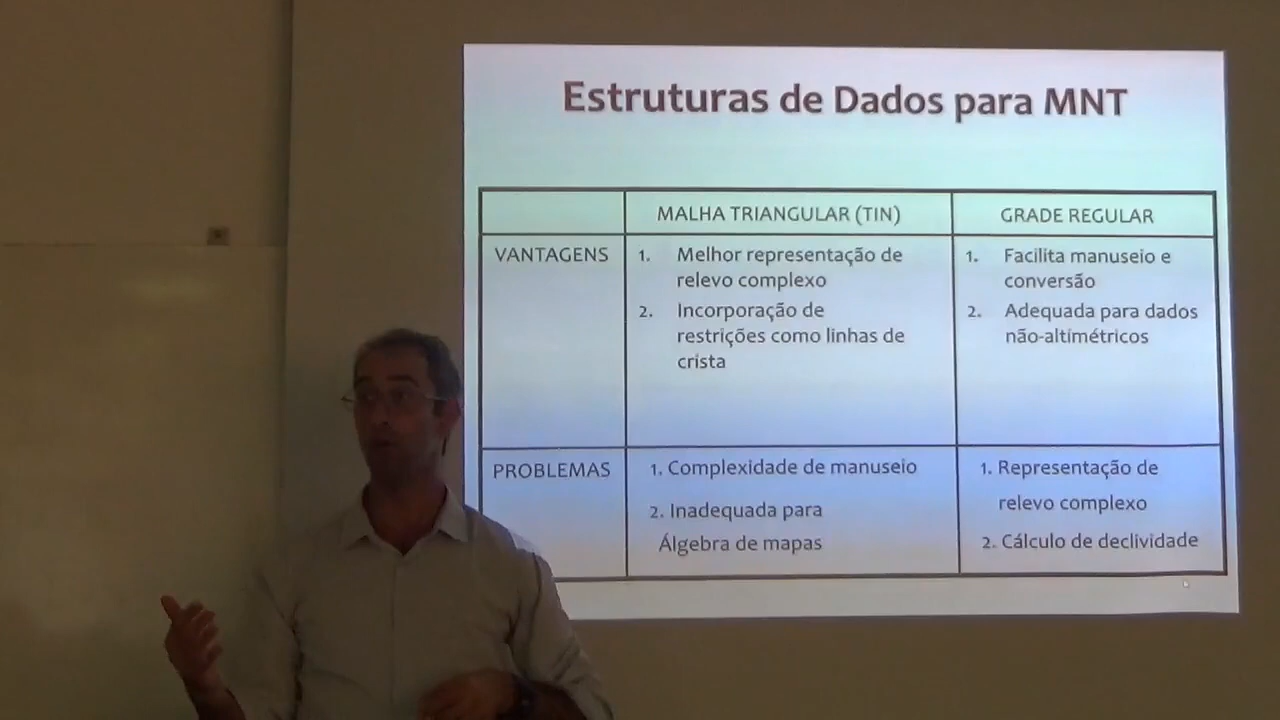 Estruturas de Dados para MNT
MALHA TRIANGULAR (TIN)
GRADE REGULAR
VANTAGENS
1. Melhor representação de
relevo complexo
2. Incorporação de
restrições como linhas de
crista
1. Facilita manuseio e
conversão
2. Adequada para dados
não-altimétricos
PROBLEMAS
1. Complexidade de manuseio
2. Inadequada para
Álgebra de mapas
1. Representação de
relevo complexo
2. Cálculo de declividade